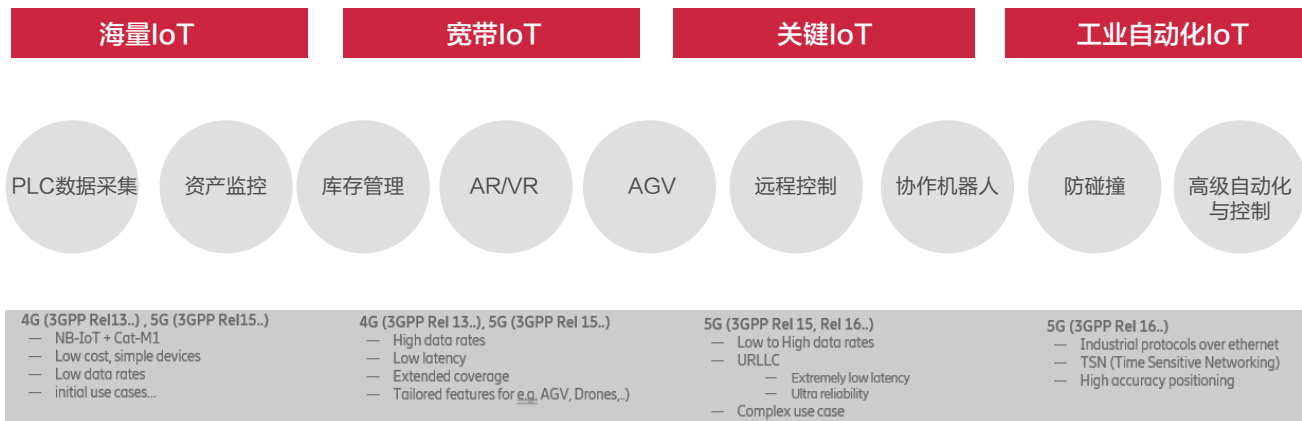 海量IoT
宽带IoT
关键IoT
工业自动化IoT
PLC数据采集
资产监控
库存管理
AR/VR
AGV
远程控制
协作机器人
防碰撞
高级自动化
与控制
4G (3GPP Rel13..) , 5G (3GPP Rel15..)
— NB-IoT + Cat-M1
— Low cost, simple devices
— Low data rates
— initial use cases...
4G (3GPP Rel 13..), 5G (3GPP Rel 15..)
— High data rates
— Low latency
— Extended coverage
— Tailored features for e.g. AGV, Drones,..)
5G (3GPP Rel 15, Rel 16..)
— Low to High data rates
— URLLC
— Extremely low latency
— Ultra reliability
— Complex use case
5G (3GPP Rel 16..)
— Industrial protocols over ethernet
— TSN (Time Sensitive Networking)
— High accuracy positioning